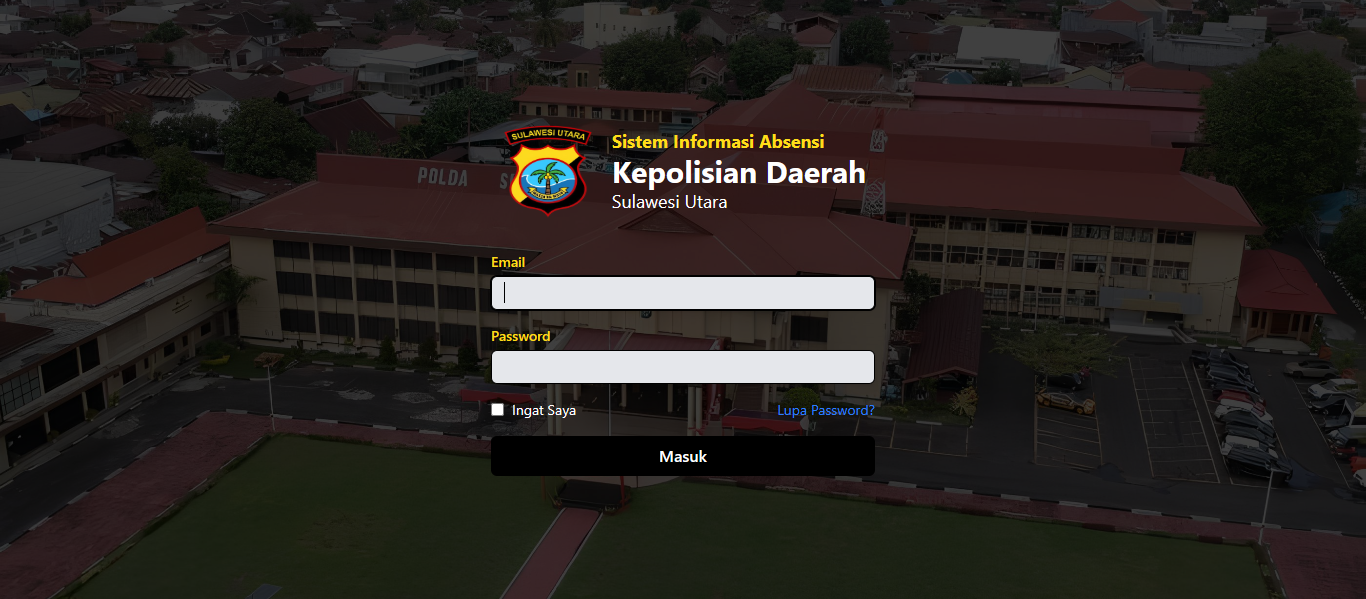 SULAWESI UTARA
Sistem Informasi Absensi
Kepolisian Daerah
Sulawesi Utara
POLDA
Email
Password
Ingat Saya
Lupa Password?
Masuk